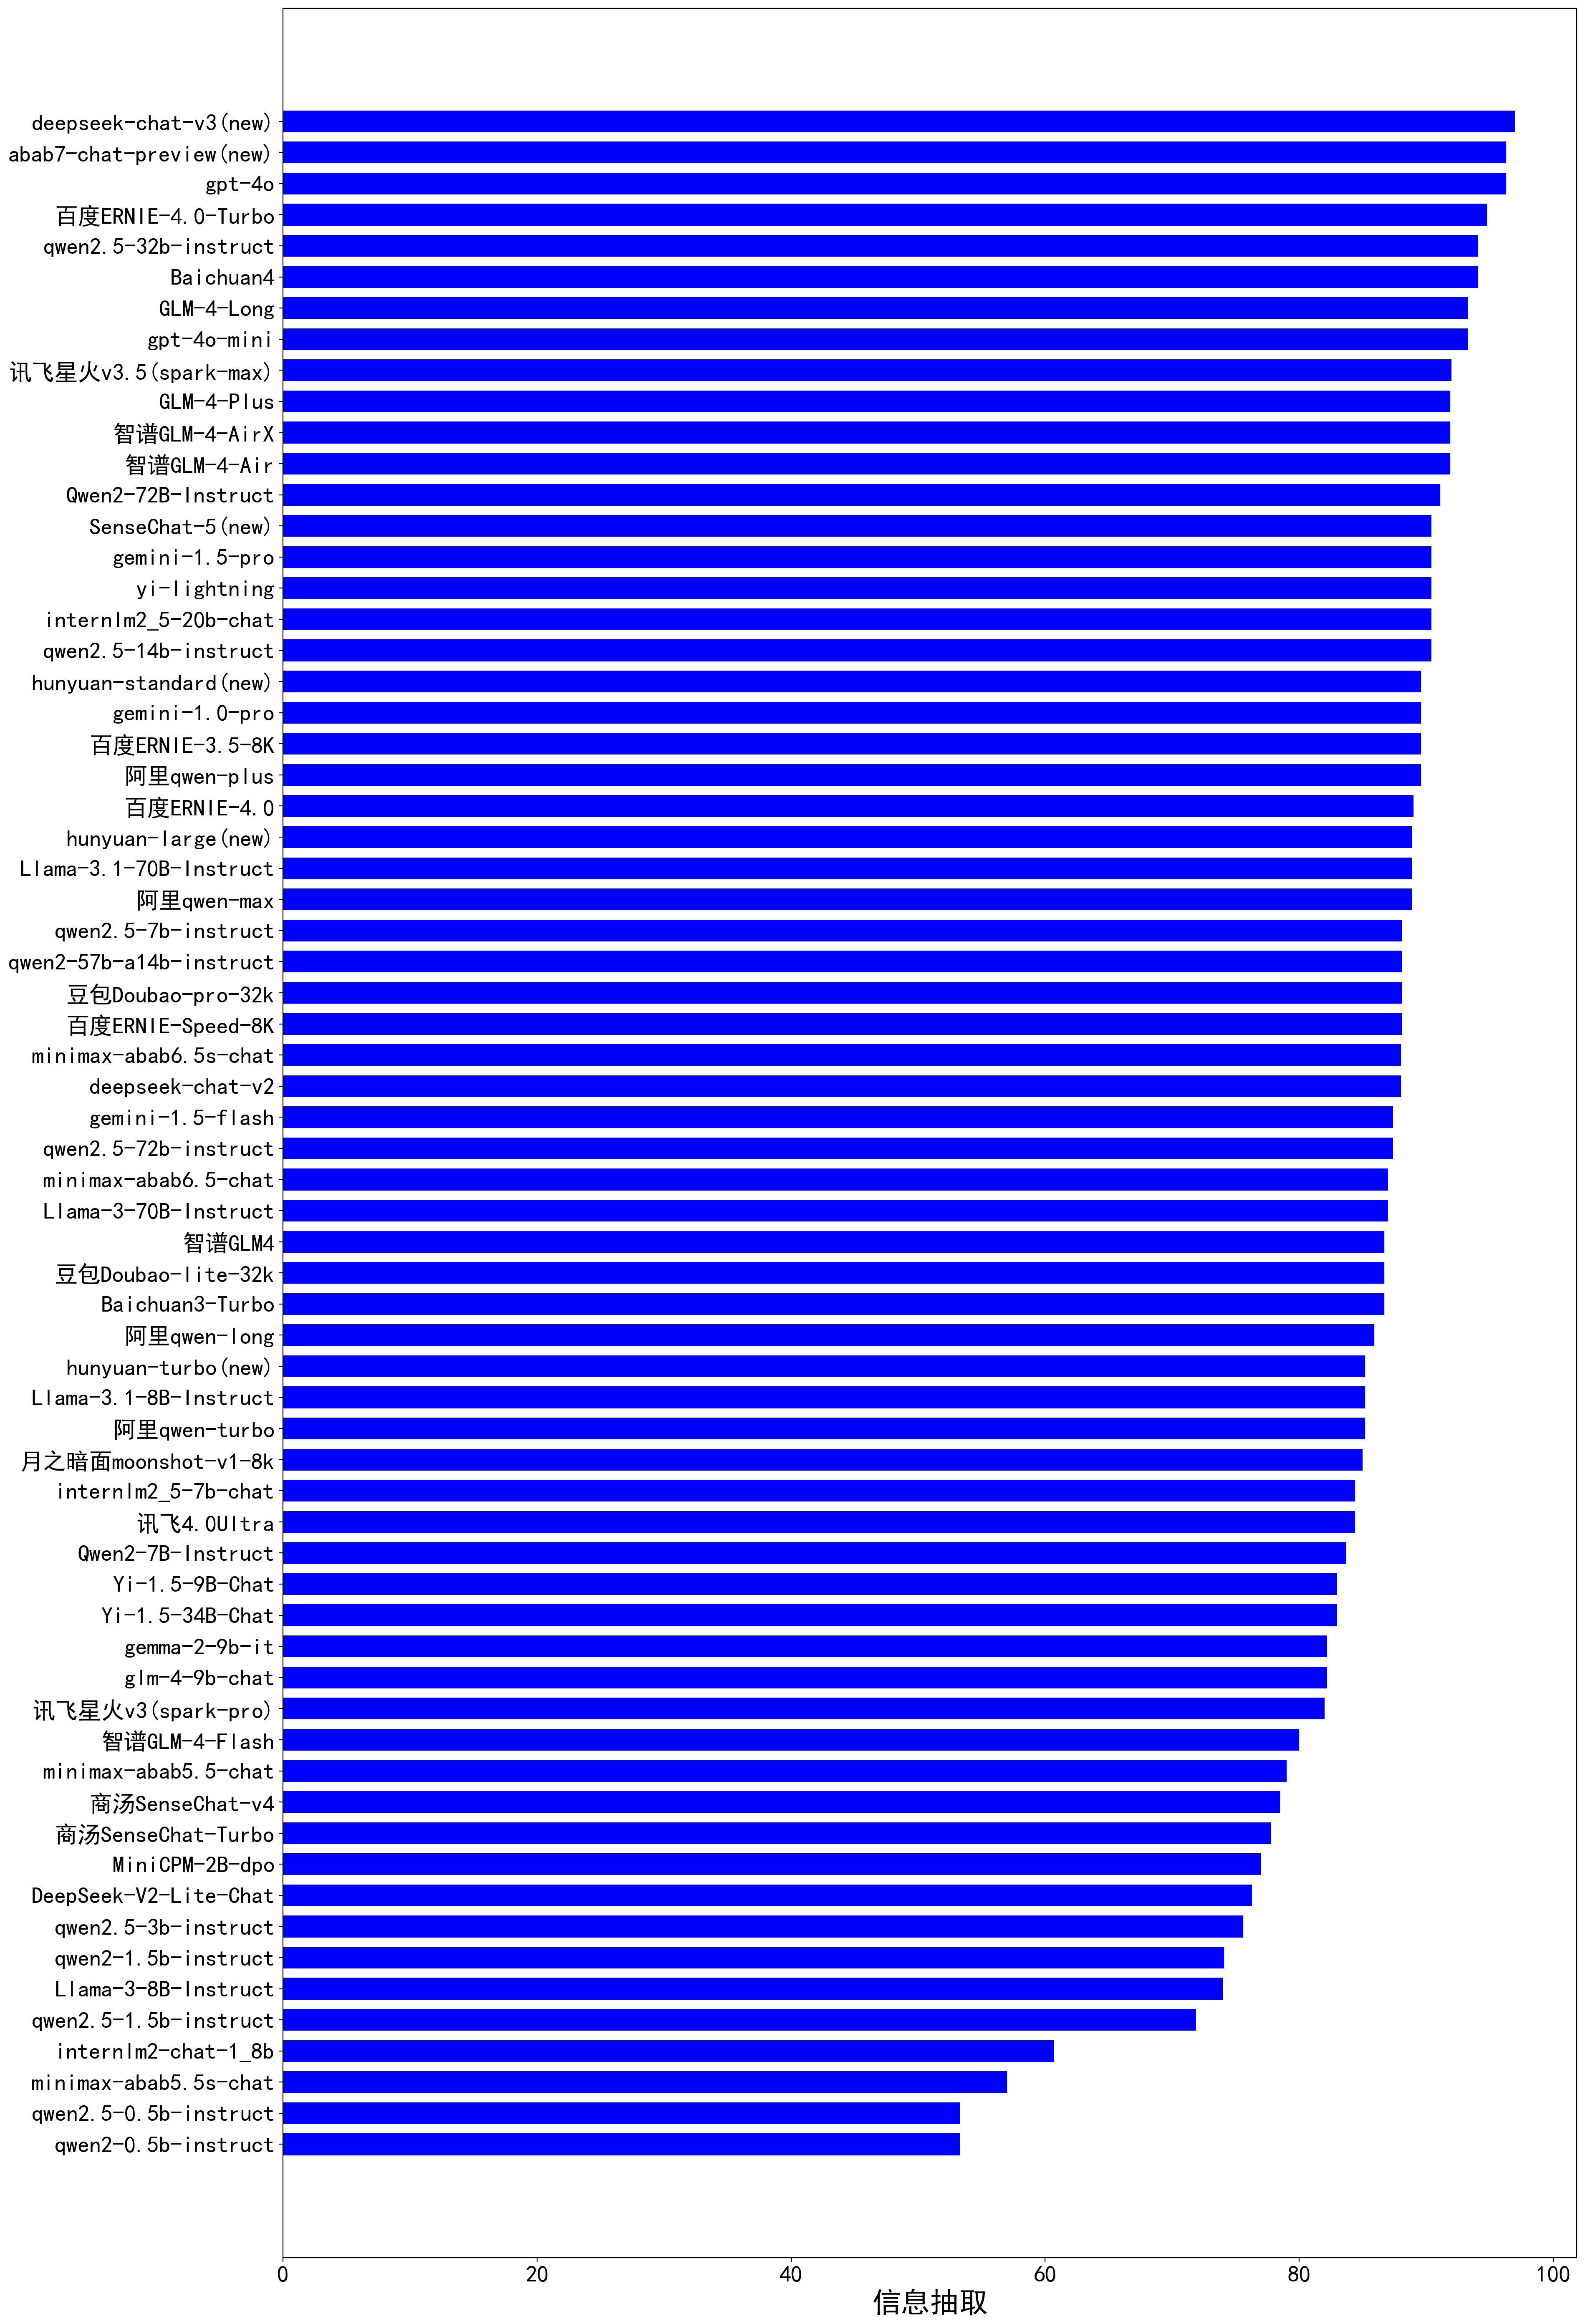 deepseek-chat-v3(new)
abab7-chat-preview(new)
gpt-4o
百度ERNIE-4.0-Turbo
qwen2.5-32b-instruct
Baichuan4
GLM-4-Long
gpt-4o-mini
讯飞星火v3.5(spark-max)
GLM-4-Plus
智谱GLM-4-AirX
智谱GLM-4-Air
Qwen2-72B-Instruct
SenseChat-5(new)
gemini-1.5-pro
yi-lightning
internlm2_5-20b-chat
qwen2.5-14b-instruct
hunyuan-standard(new)
gemini-1.0-pro
百度ERNIE-3.5-8K
阿里qwen-plus
百度ERNIE-4.0
hunyuan-large(new)
Llama-3.1-70B-Instruct
阿里qwen-max
qwen2.5-7b-instruct
qwen2-57b-a14b-instruct
豆包Doubao-pro-32k
百度ERNIE-Speed-8K
minimax-abab6.5s-chat
deepseek-chat-v2
gemini-1.5-flash
qwen2.5-72b-instruct
minimax-abab6.5-chat
Llama-3-70B-Instruct
智谱GLM4
豆包Doubao-lite-32k
Baichuan3-Turbo
阿里qwen-long
hunyuan-turbo(new)
Llama-3.1-8B-Instruct
阿里qwen-turbo
月之暗面moonshot-v1-8k
internlm2_5-7b-chat
讯飞4.0Ultra
Qwen2-7B-Instruct
Yi-1.5-9B-Chat
Yi-1.5-34B-Chat
gemma-2-9b-it
glm-4-9b-chat
讯飞星火v3(spark-pro)
智谱GLM-4-Flash
minimax-abab5.5-chat
商汤SenseChat-v4
商汤SenseChat-Turbo
MiniCPM-2B-dpo
DeepSeek-V2-Lite-Chat
qwen2.5-3b-instruct
qwen2-1.5b-instruct
Llama-3-8B-Instruct
qwen2.5-1.5b-instruct
internlm2-chat-1_8b
minimax-abab5.5s-chat
qwen2.5-0.5b-instruct
qwen2-0.5b-instruct
0 20 40 60 80 100
信息抽取